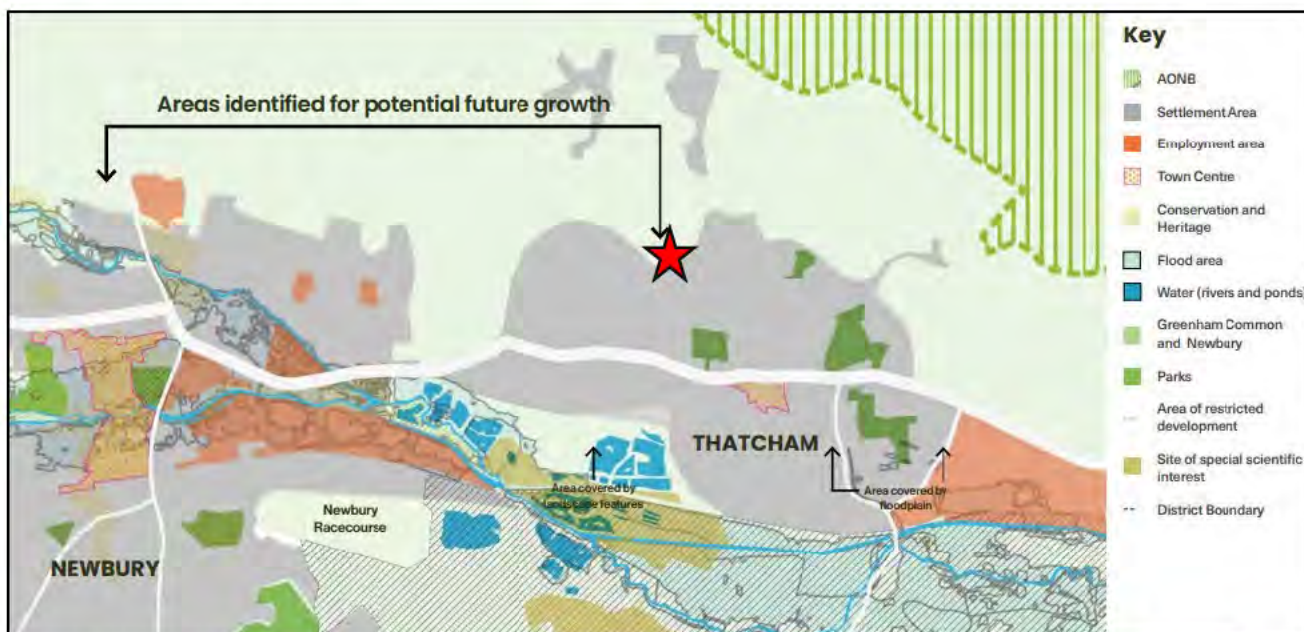 Areas identified for potential future growth
THATCHAM
Area covered by
landscape features
Area covered by
floodplain
Newbury
Racecourse
NEWBURY
Key
AONB
Settlement Area
Employment area
Town Centre
Conservation and
Heritage
Flood area
Water (rivers and ponds)
Greenham Common
and Newbury
Parks
Area of restricted
development
Site of special scientific
interest
District Boundary